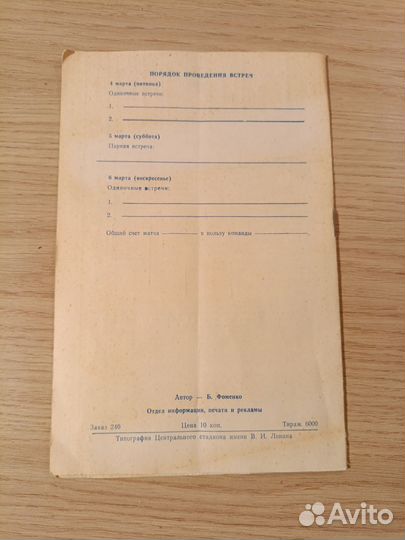 ПОРЯДОК ПРОВЕДЕНИЯ ВСТРЕЧ
4 марта (пятница)
Одиночные встречи:
1.
2.
5 марта (суббота)
Парная встреча:
6 марта (воскресенье)
Одиночные встречи:
1.
2.
Общий счет матча в пользу команды
Автор — Б. Фоменко
Отдел информации, печати и рекламы
Заказ 240 Цена 10 коп. Тираж 6000
Типография Центрального стадиона имени В. И. Ленина
Avito